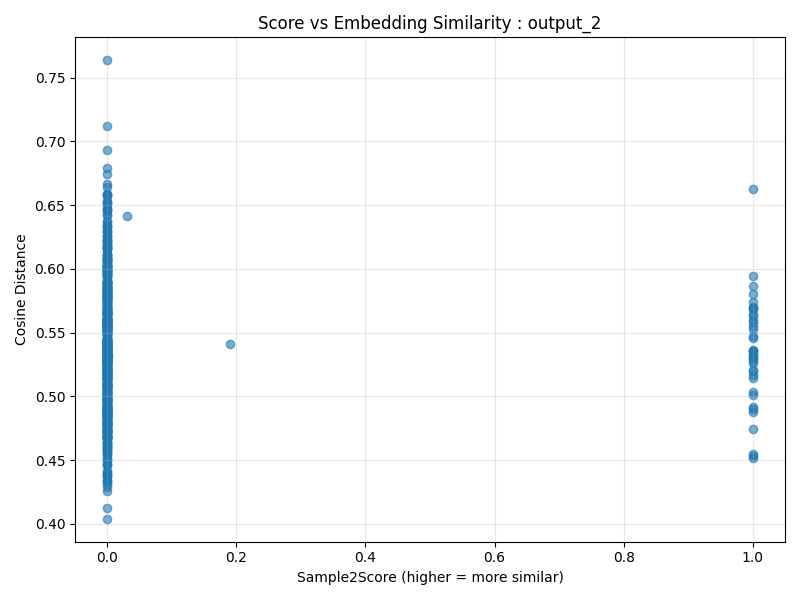 Score vs Embedding Similarity : output_2
Cosine Distance
0.75
0.70
0.65
0.60
0.55
0.50
0.45
0.40
0.0 0.2 0.4 0.6 0.8 1.0
Sample2Score (higher = more similar)